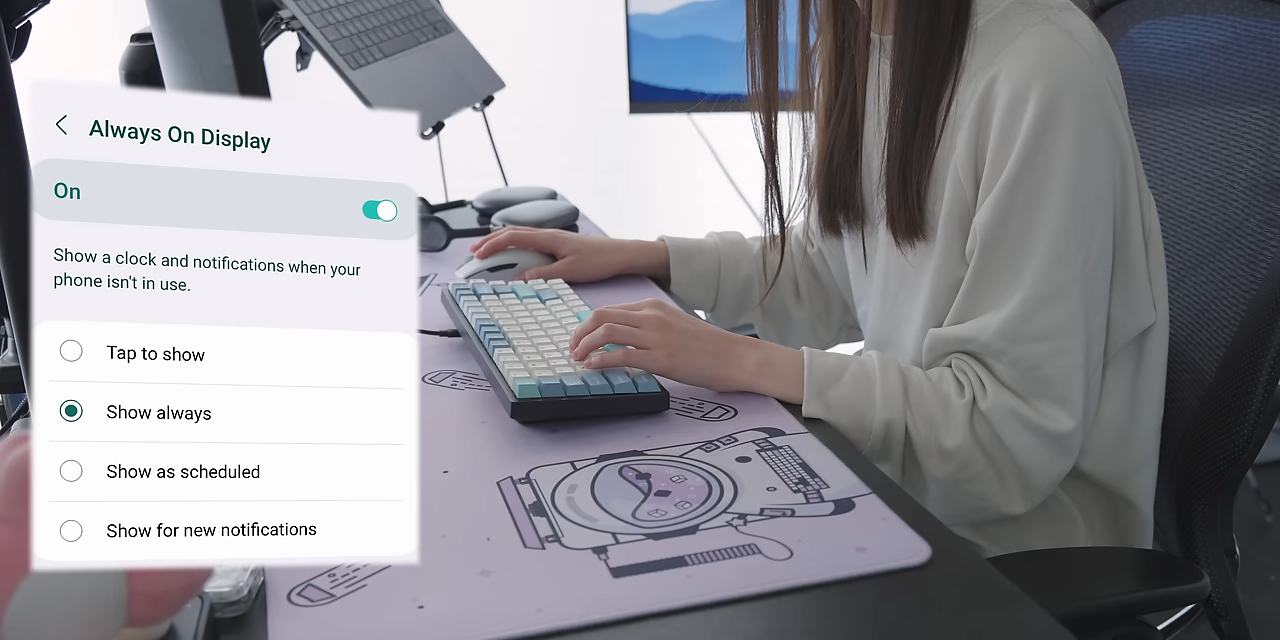 Always On Display
On
Show a clock and notifications when your
phone isn't in use.
Tap to show
Show always
Show as scheduled
Show for new notifications